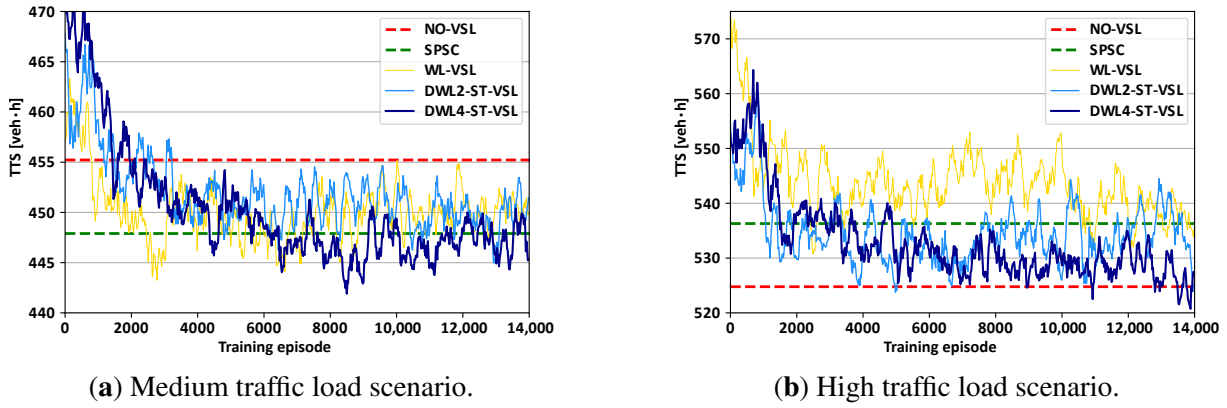 470
465
460
455
450
445
440
TTS [veh·h]
NO-VSL
SPSC
WL-VSL
DWL2-ST-VSL
DWL4-ST-VSL
0 2000 4000 6000 8000 10,000 12,000 14,000
Training episode
(a) Medium traffic load scenario.
570
560
550
540
530
520
TTS [veh·h]
NO-VSL
SPSC
WL-VSL
DWL2-ST-VSL
DWL4-ST-VSL
0 2000 4000 6000 8000 10,000 12,000 14,000
Training episode
(b) High traffic load scenario.